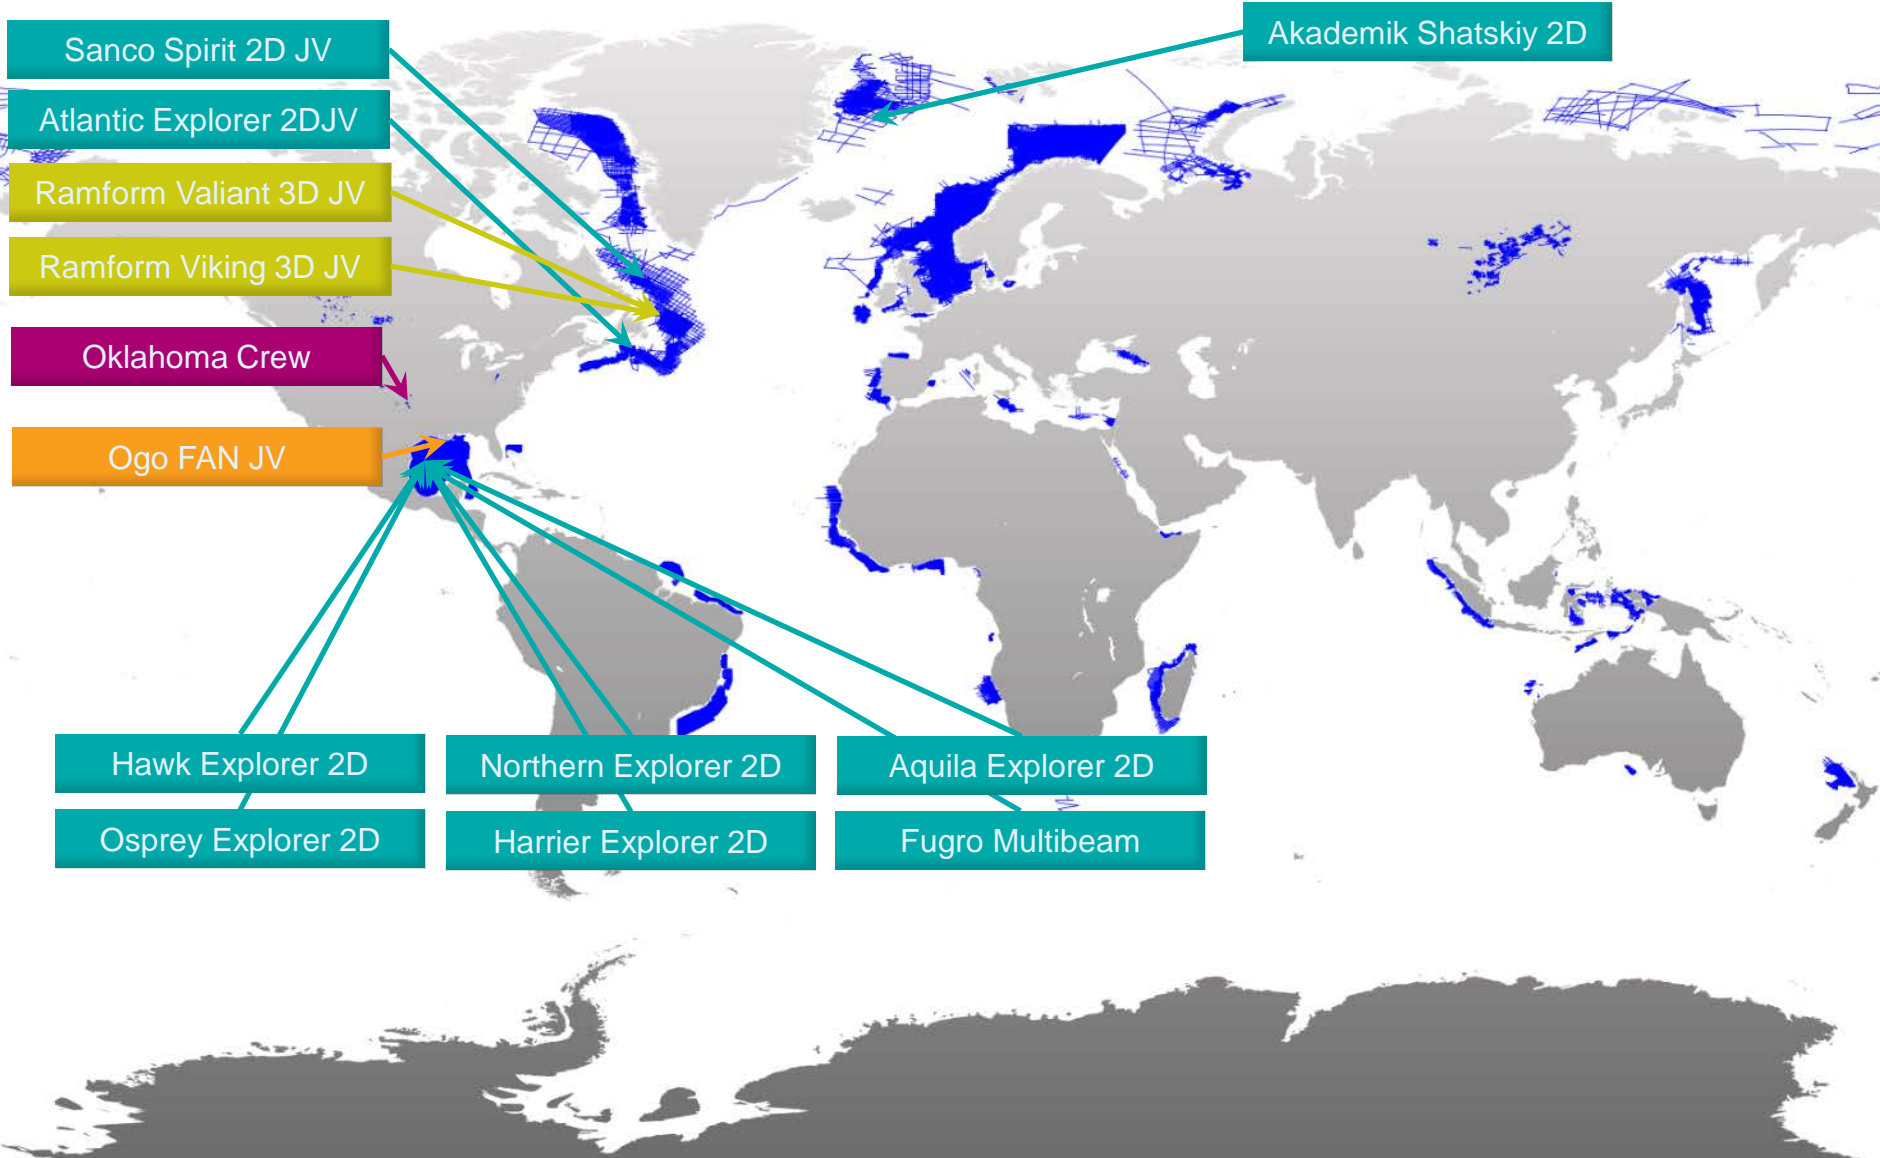 Sanco Spirit 2D JV
Akademik Shatskiy 2D
Atlantic Explorer 2DJV
Ramform Valiant 3D JV
Ramform Viking 3D JV
Oklahoma Crew
Ogo FAN JV
Hawk Explorer 2D
Northern Explorer 2D
Aquila Explorer 2D
Osprey Explorer 2D
Harrier Explorer 2D
Fugro Multibeam